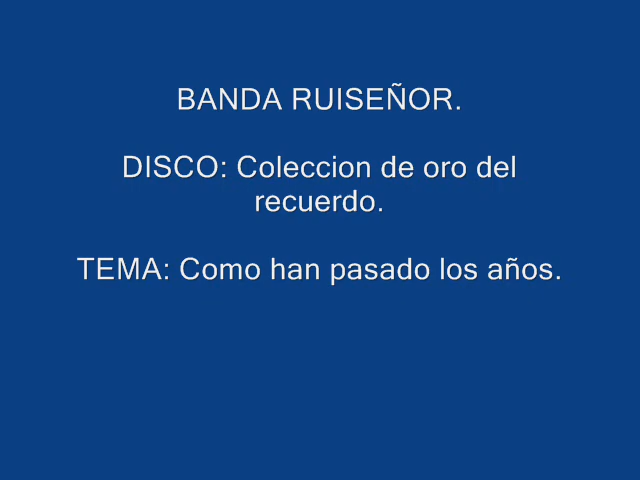 BANDA RUISEÑOR.
DISCO: Coleccion de oro del
recuerdo.
TEMA: Como han pasado los años.